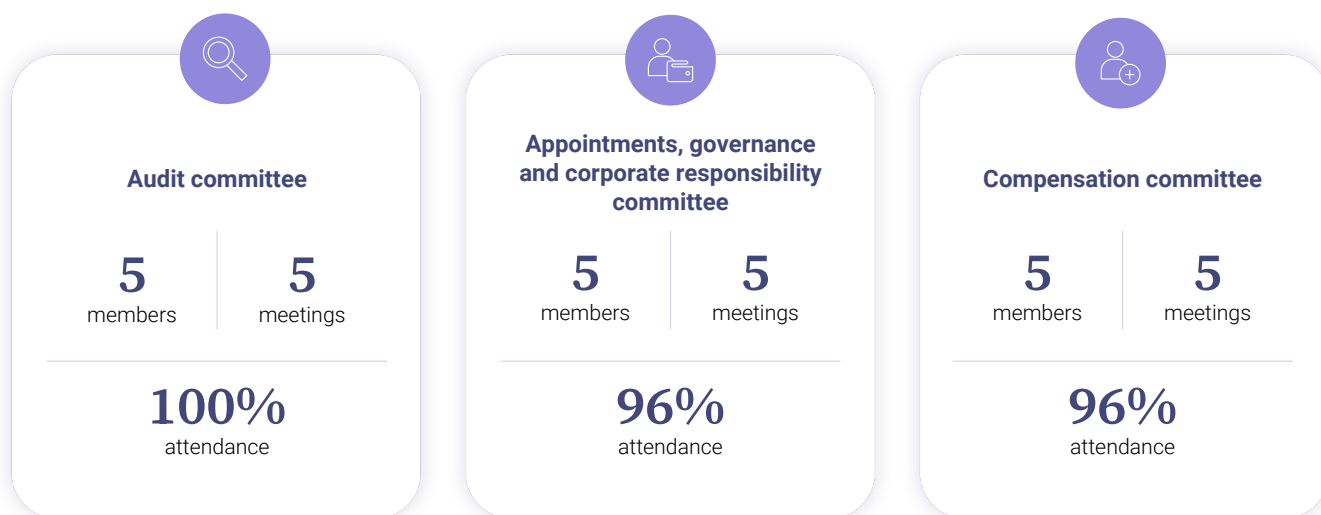 Audit committee
5
members
5
meetings
100%
attendance
Appointments, governance
and corporate responsibility
committee
5
members
5
meetings
96%
attendance
Compensation committee
5
members
5
meetings
96%
attendance